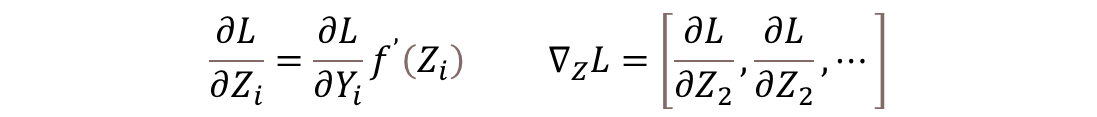 ∂L/∂Z_i = ∂L/∂Y_i f'(Z_i) ∇_Z L = [∂L/∂Z_2, ∂L/∂Z_2, ⋯]